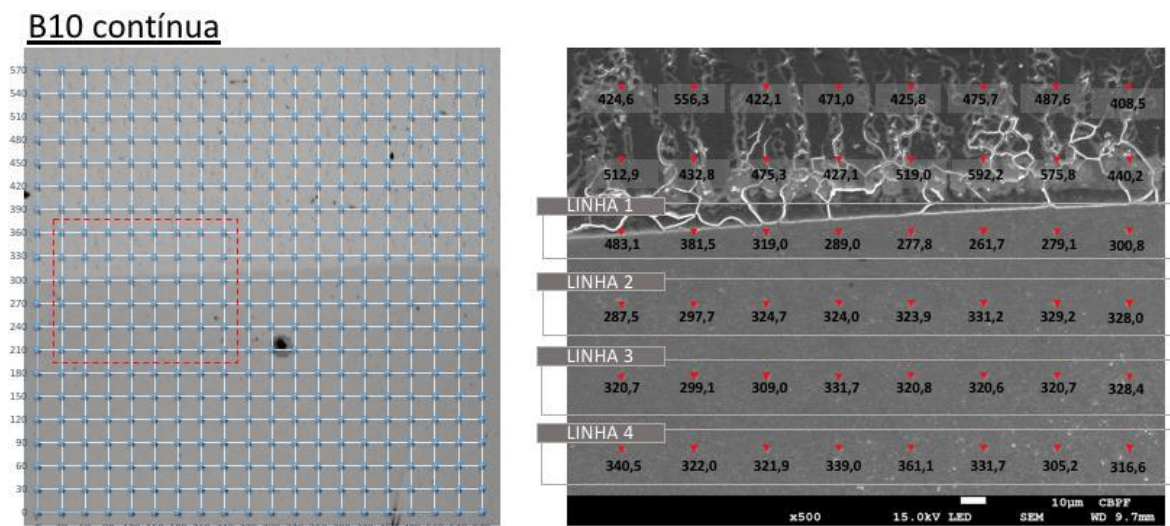 B10 contínua
570
540
510
480
450
420
390
360
330
300
270
240
210
180
150
120
90
60
30
0
424,6 556,3 422,1 471,0 425,8 475,7 487,6 408,5
512,9 432,8 475,3 427,1 519,0 592,2 575,8 440,2
LINHA 1
483,1 381,5 319,0 289,0 277,8 261,7 279,1 300,8
LINHA 2
287,5 297,7 324,7 324,0 323,9 331,2 329,2 328,0
LINHA 3
320,7 299,1 309,0 331,7 320,8 320,6 320,7 328,4
LINHA 4
340,5 322,0 321,9 339,0 361,1 331,7 305,2 316,6
10µm CBPF
x500 15.0kV LED SEM WD 9.7mm